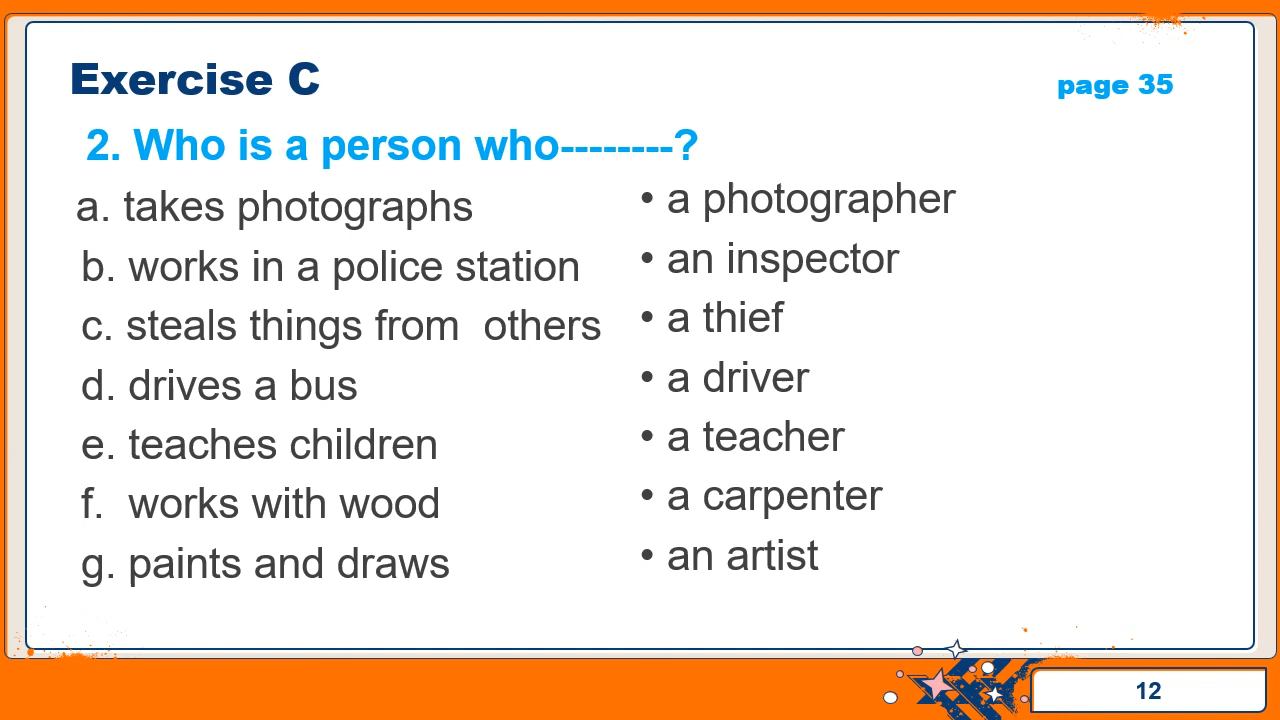 Exercise C
page 35
2. Who is a person who--------?
a. takes photographs
• a photographer
b. works in a police station
• an inspector
c. steals things from  others
• a thief
d. drives a bus
• a driver
e. teaches children
• a teacher
f.  works with wood
• a carpenter
g. paints and draws
• an artist
12